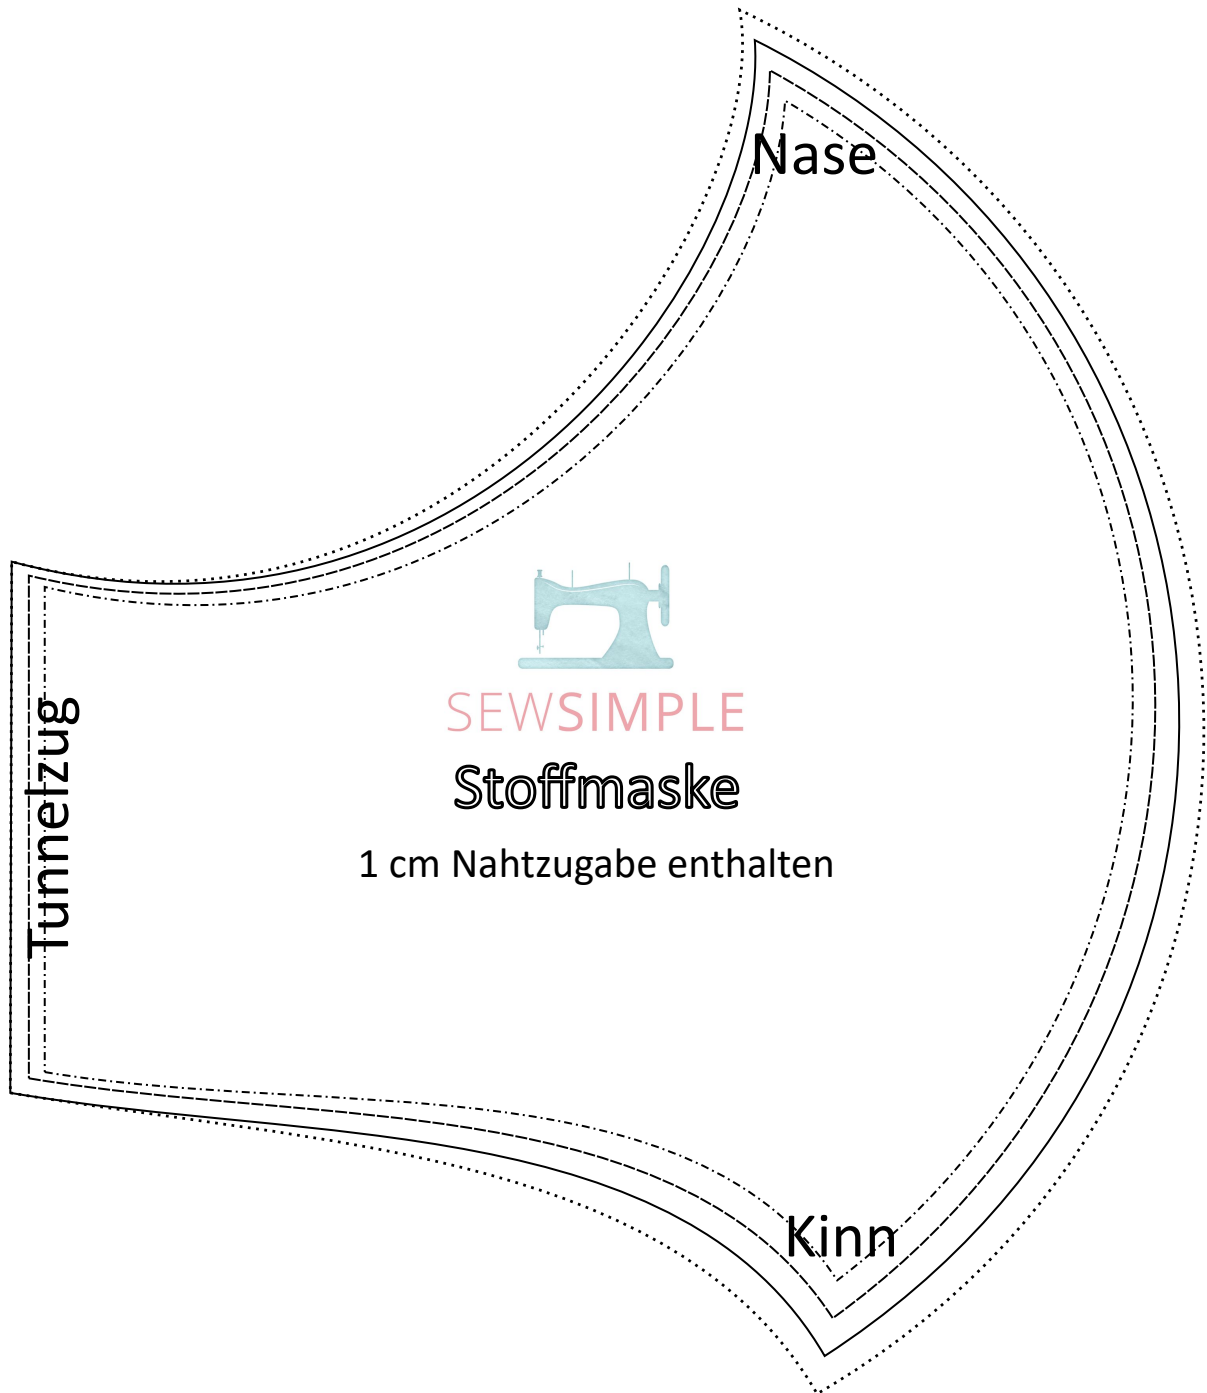 Nase
SEWSIMPLE
Stoffmaske
1 cm Nahtzugabe enthalten
Tunnelzug
Kinn